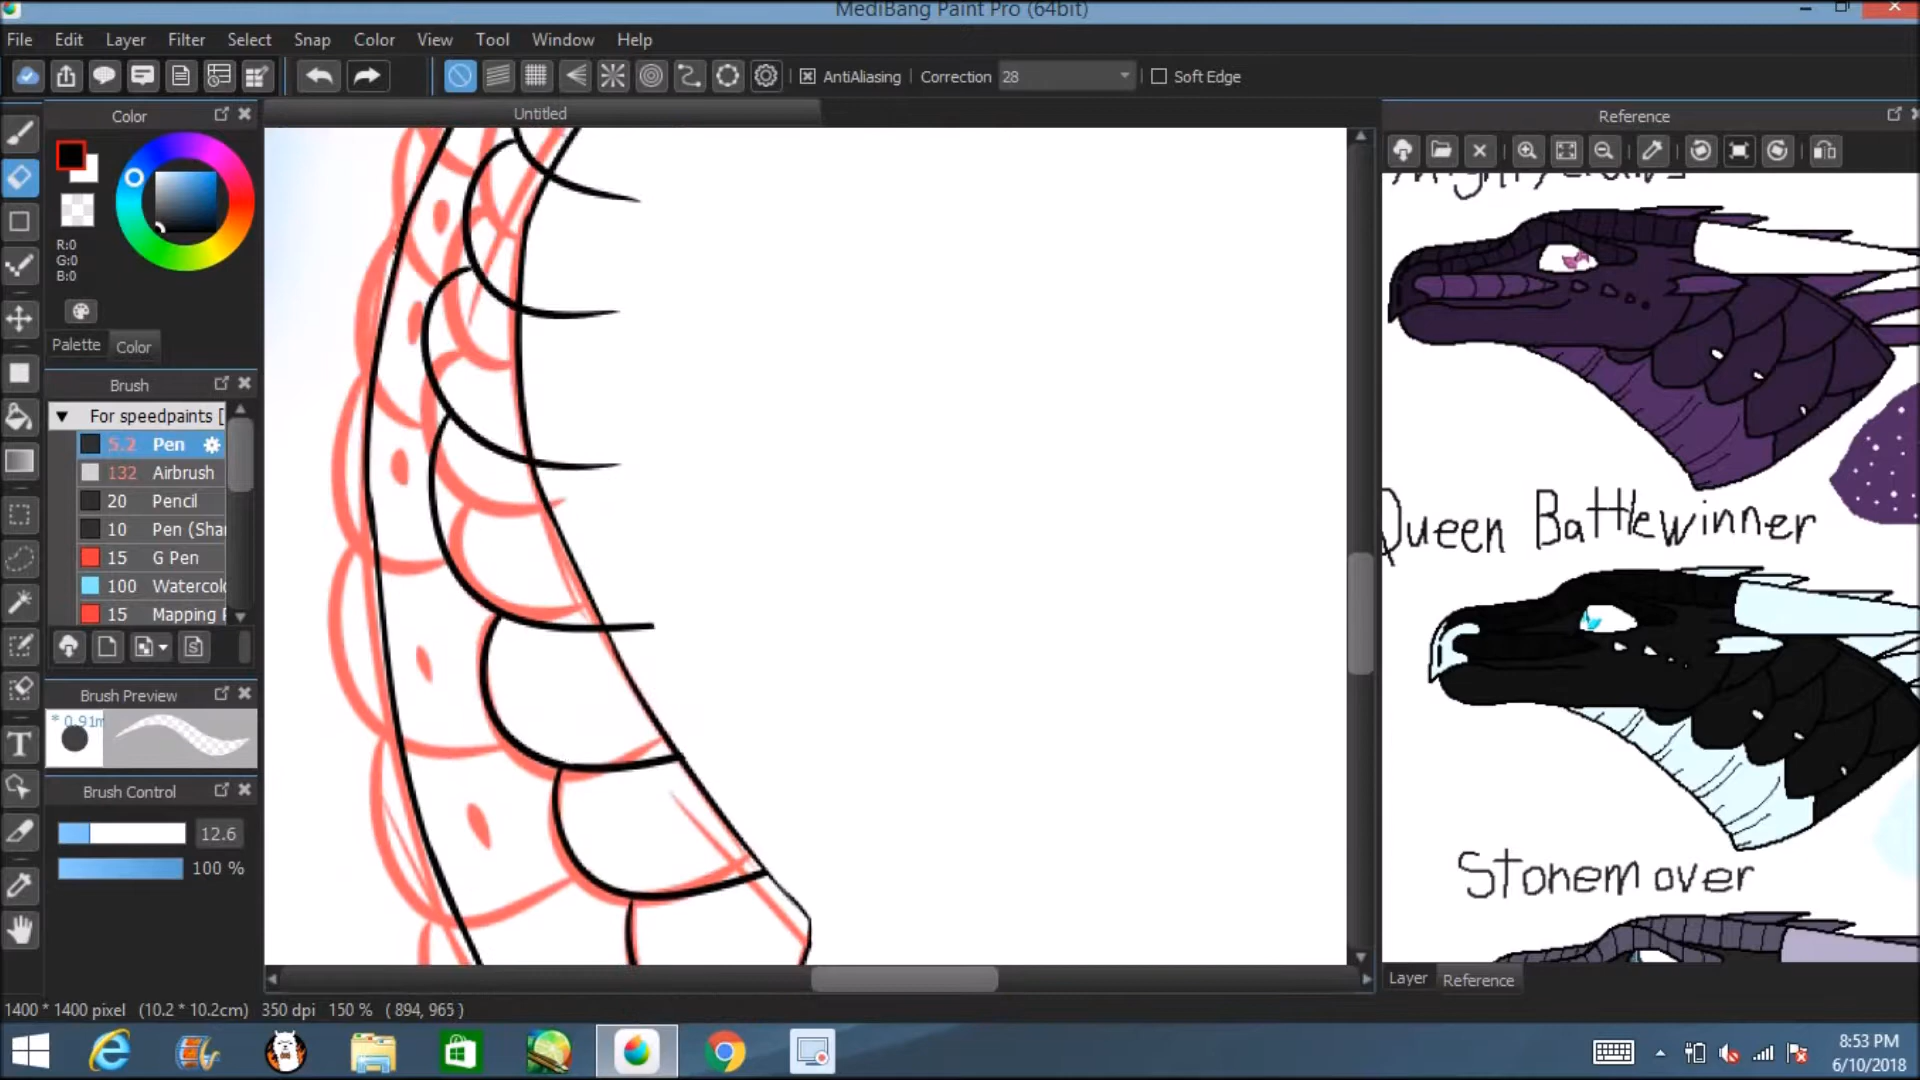 MediBang Paint Pro (64bit)
File Edit Layer Filter Select Snap Color View Tool Window Help
AntiAliasing Correction 28 Soft Edge
Color
Untitled
Reference
R:0
G:0
B:0
Palette Color
Brush
For speedpaints [
5.2 Pen
132 Airbrush
20 Pencil
10 Pen (Shar
15 G Pen
100 Watercolo
15 Mapping P
Brush Preview
* 0.91m
Brush Control
12.6
100 %
Queen Battlewinner
Stonemover
Layer Reference
1400 * 1400 pixel (10.2 * 10.2cm) 350 dpi 150 % ( 894, 965 )
8:53 PM
6/10/2018